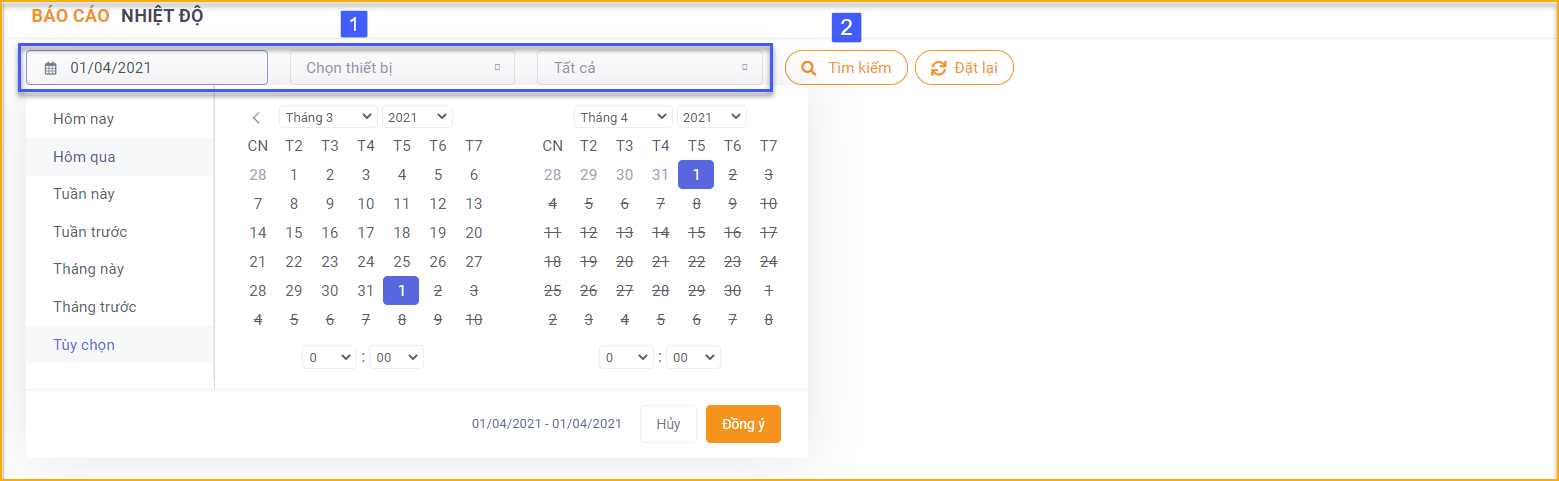 BÁO CÁO NHIỆT ĐỘ
1
2
01/04/2021 Chọn thiết bị Tất cả Tìm kiếm Đặt lại
Hôm nay
Hôm qua
Tuần này
Tuần trước
Tháng này
Tháng trước
Tùy chọn
Tháng 3 2021
CN T2 T3 T4 T5 T6 T7
28 1 2 3 4 5 6
7 8 9 10 11 12 13
14 15 16 17 18 19 20
21 22 23 24 25 26 27
28 29 30 31 1 2 3
4 5 6 7 8 9 10
0 : 00
Tháng 4 2021
CN T2 T3 T4 T5 T6 T7
28 29 30 31 1 2 3
4 5 6 7 8 9 10
11 12 13 14 15 16 17
18 19 20 21 22 23 24
25 26 27 28 29 30 1
2 3 4 5 6 7 8
0 : 00
01/04/2021 - 01/04/2021 Hủy Đồng ý